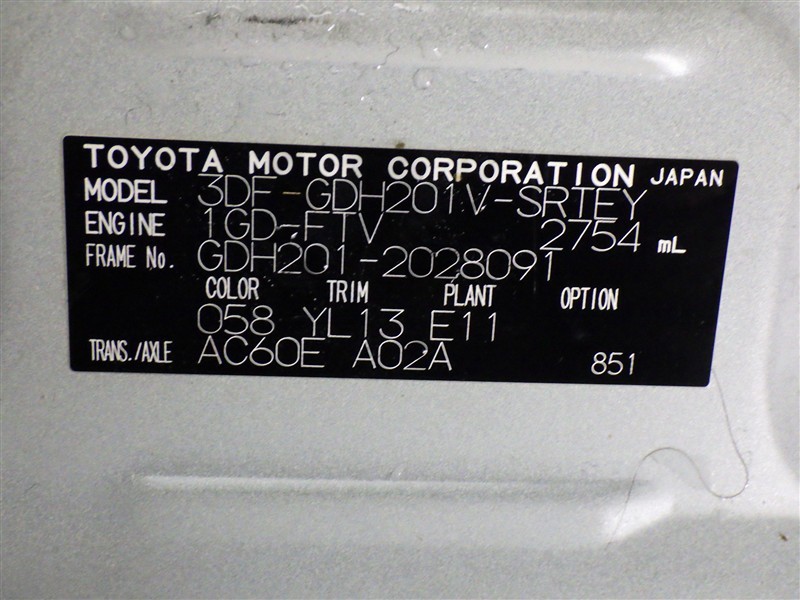 TOYOTA MOTOR CORPORATION JAPAN
MODEL 3DF-GDH201V-SRTEY
ENGINE 1GD-FTV 2754 mL
FRAME No. GDH201-2028091
COLOR TRIM PLANT OPTION
058 YL13 E11
TRANS./AXLE AC60E A02A 851